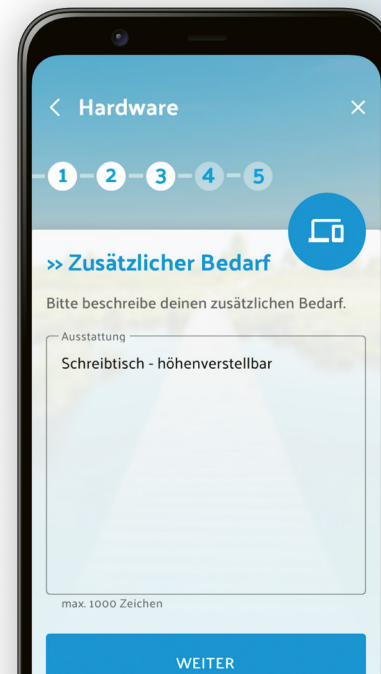 < Hardware ×
1 2 3 4 5
» Zusätzlicher Bedarf
Bitte beschreibe deinen zusätzlichen Bedarf.
Ausstattung
Schreibtisch - höhenverstellbar
max. 1000 Zeichen
WEITER